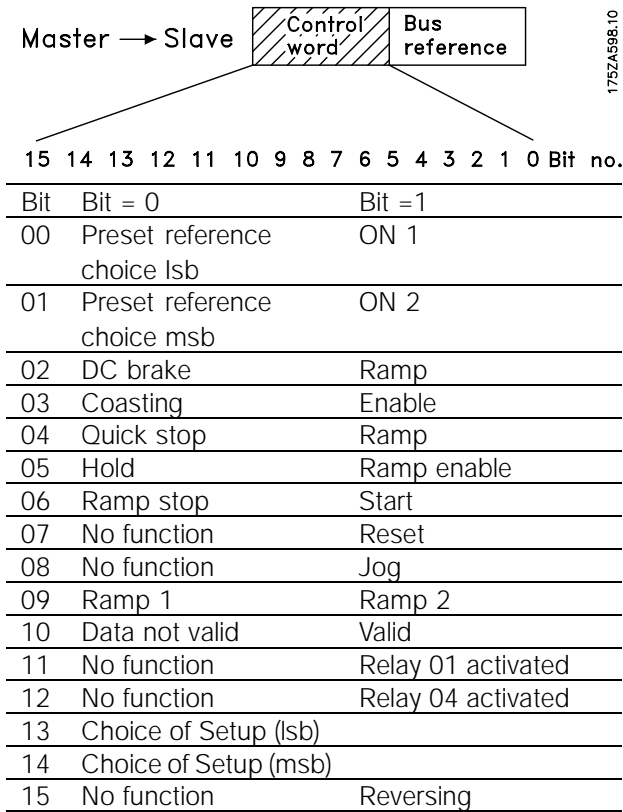 Master → Slave Control word Bus reference
175ZA598.10
15 14 13 12 11 10 9 8 7 6 5 4 3 2 1 0 Bit no.
Bit Bit = 0 Bit =1
00 Preset reference ON 1
choice lsb
01 Preset reference ON 2
choice msb
02 DC brake Ramp
03 Coasting Enable
04 Quick stop Ramp
05 Hold Ramp enable
06 Ramp stop Start
07 No function Reset
08 No function Jog
09 Ramp 1 Ramp 2
10 Data not valid Valid
11 No function Relay 01 activated
12 No function Relay 04 activated
13 Choice of Setup (lsb)
14 Choice of Setup (msb)
15 No function Reversing